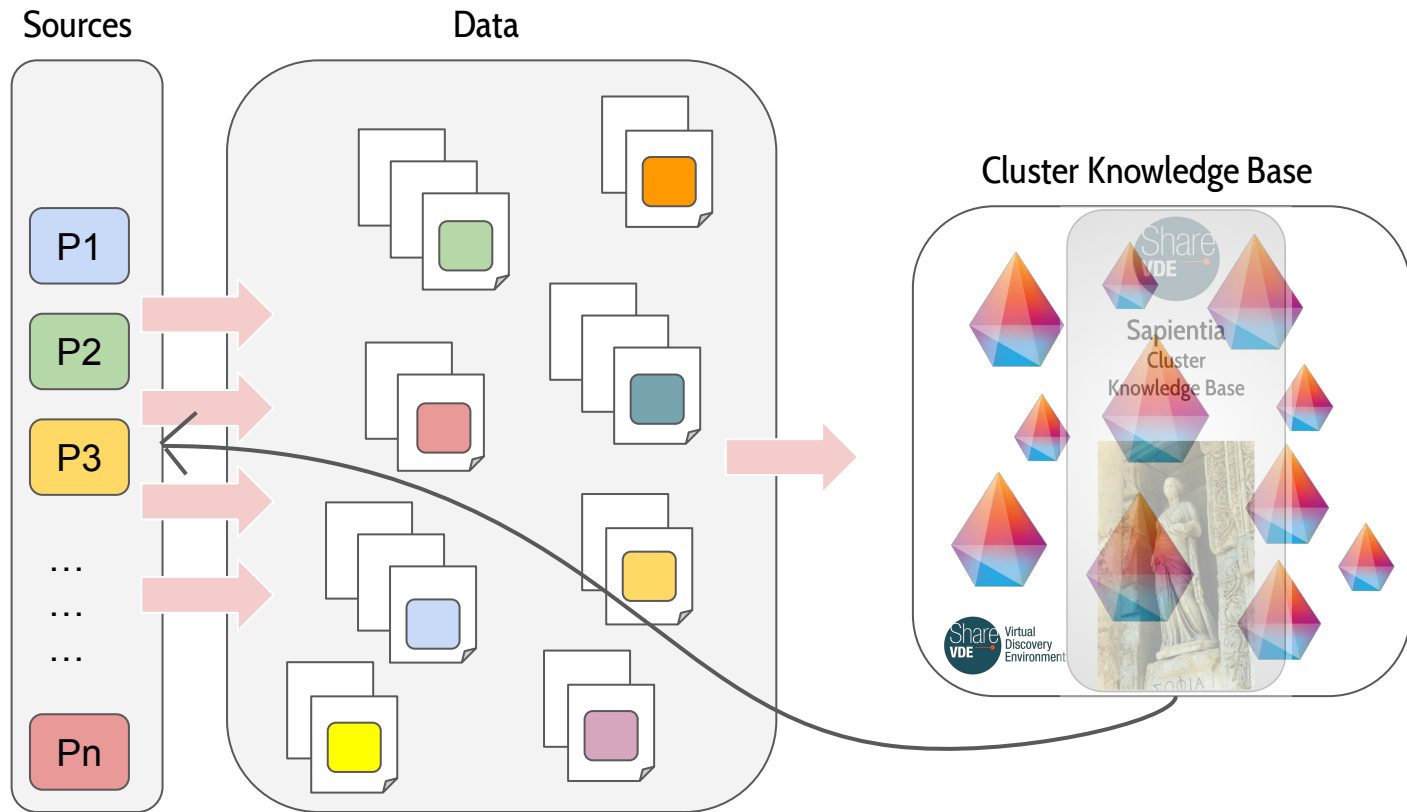 Sources
Data
P1
P2
P3
...
...
...
Pn
Cluster Knowledge Base
Share
VDE
Sapientia
Cluster
Knowledge Base
ΣΟΦΙΑ
Share
VDE
Virtual
Discovery
Environment